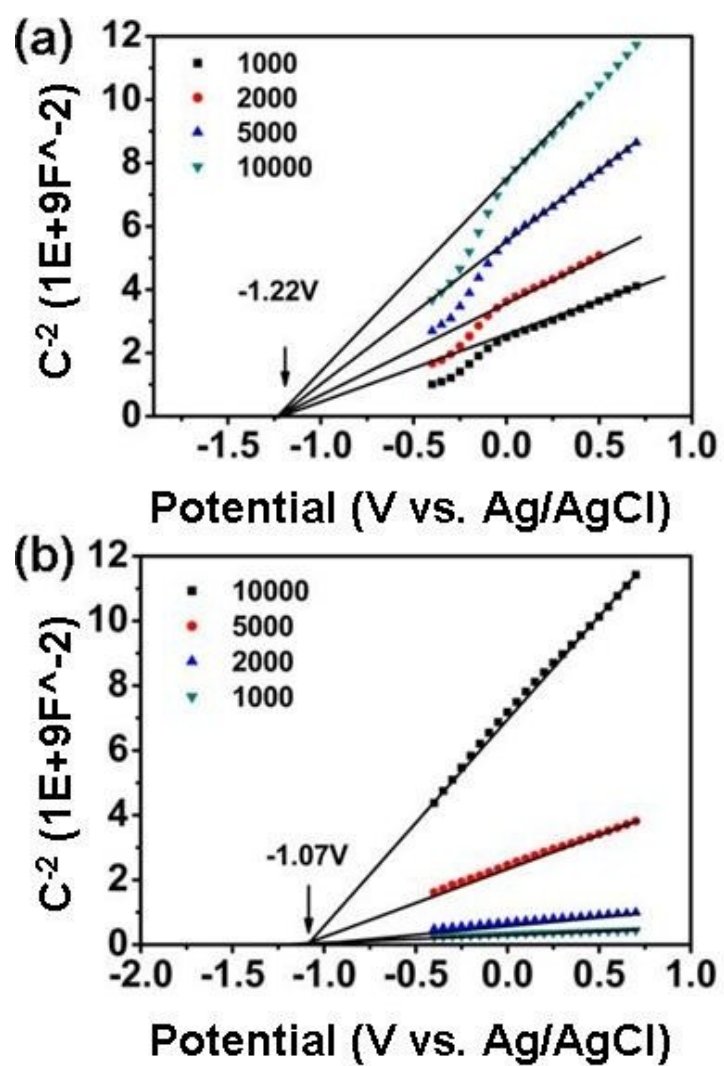 (a)
12
10
8
6
4
2
0
C-2 (1E+9F^-2)
1000
2000
5000
10000
-1.22V
-1.5 -1.0 -0.5 0.0 0.5 1.0
Potential (V vs. Ag/AgCl)
(b)
12
10
8
6
4
2
0
C-2 (1E+9F^-2)
10000
5000
2000
1000
-1.07V
-2.0 -1.5 -1.0 -0.5 0.0 0.5 1.0
Potential (V vs. Ag/AgCl)